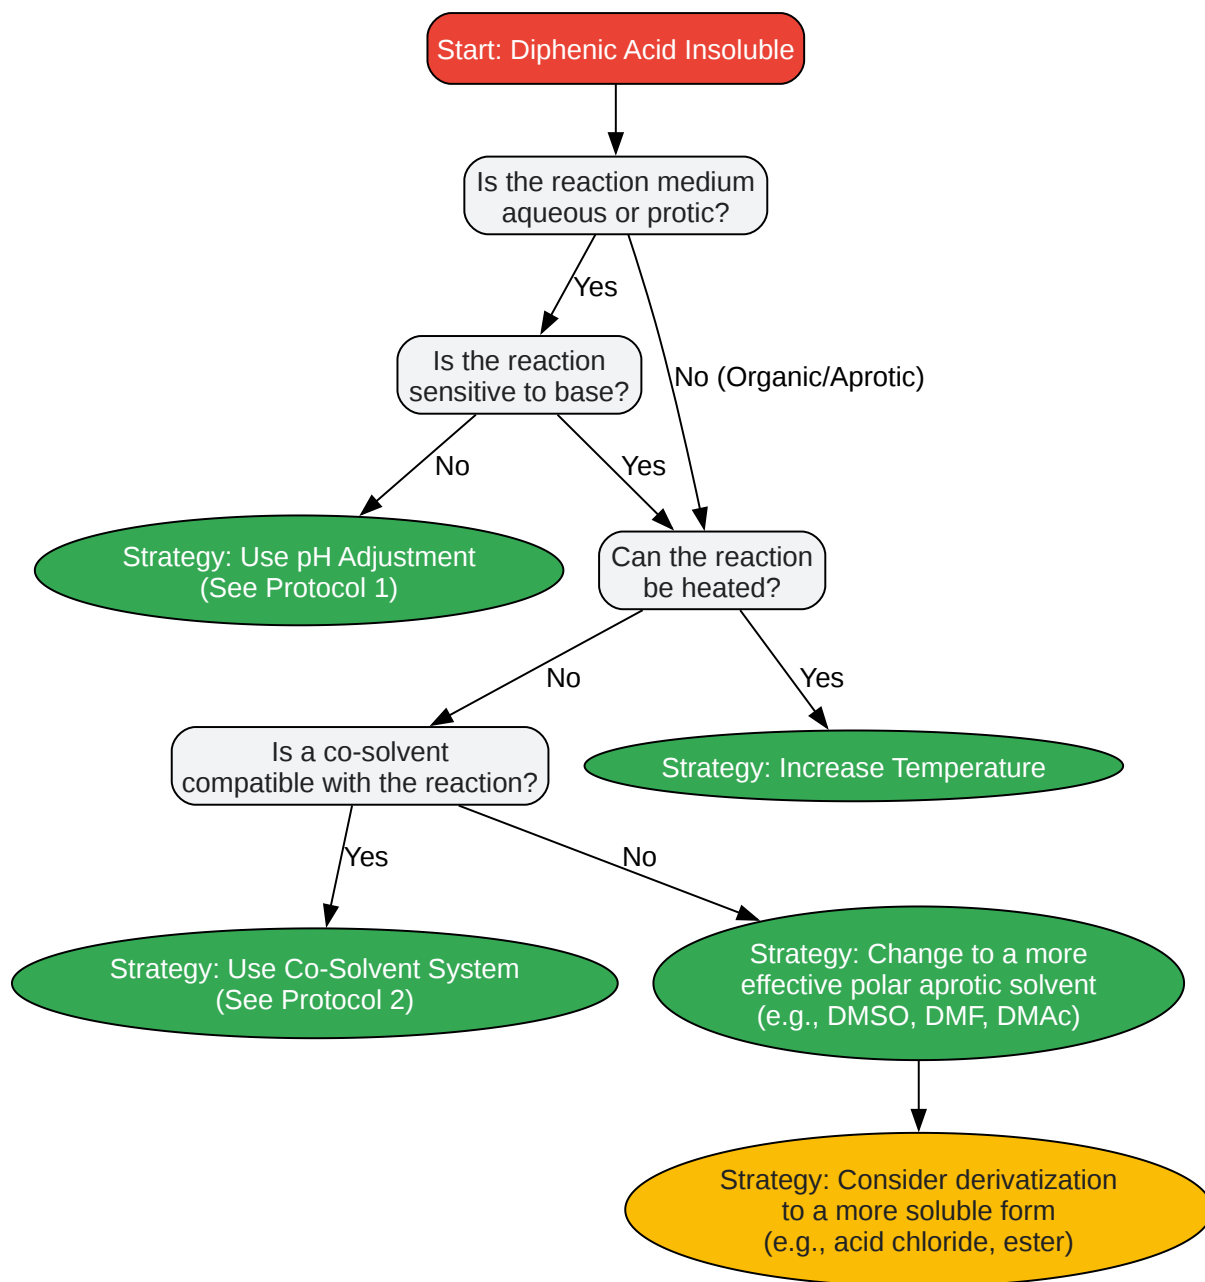 Start: Diphenic Acid Insoluble
Is the reaction medium
aqueous or protic?
Yes
Is the reaction
sensitive to base?
No (Organic/Aprotic)
No
Yes
Strategy: Use pH Adjustment
(See Protocol 1)
Can the reaction
be heated?
No
Yes
Is a co-solvent
compatible with the reaction?
Strategy: Increase Temperature
Yes
No
Strategy: Use Co-Solvent System
(See Protocol 2)
Strategy: Change to a more
effective polar aprotic solvent
(e.g., DMSO, DMF, DMAc)
Strategy: Consider derivatization
to a more soluble form
(e.g., acid chloride, ester)